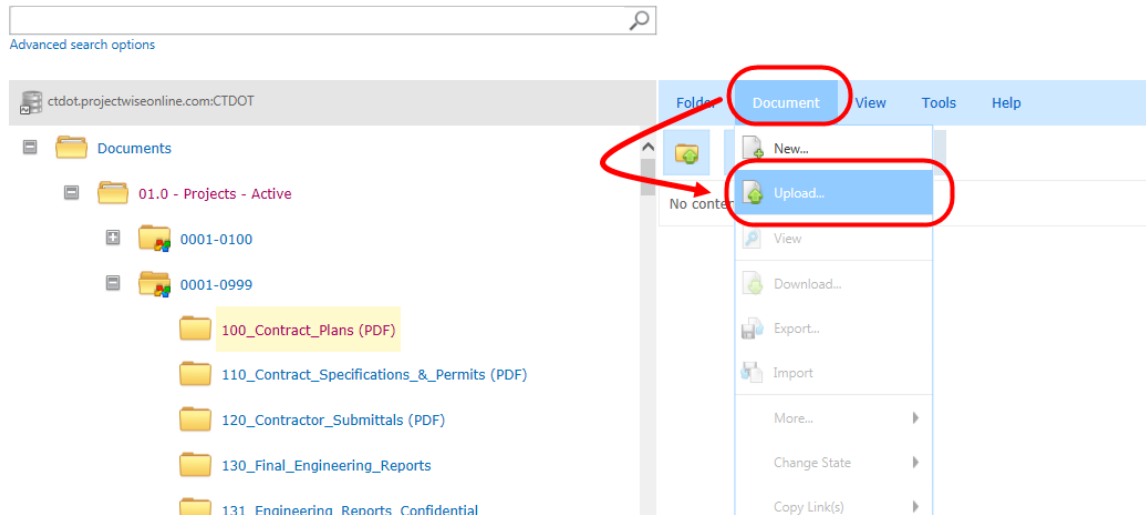 Advanced search options
ctdot.projectwiseonline.com:CTDOT
Documents
01.0 - Projects - Active
0001-0100
0001-0999
100_Contract_Plans (PDF)
110_Contract_Specifications_&_Permits (PDF)
120_Contractor_Submittals (PDF)
130_Final_Engineering_Reports
131_Engineering_Reports_Confidential
Folder Document View Tools Help
New...
Upload...
No conten
View
Download...
Export...
Import
More...
Change State
Copy Link(s)